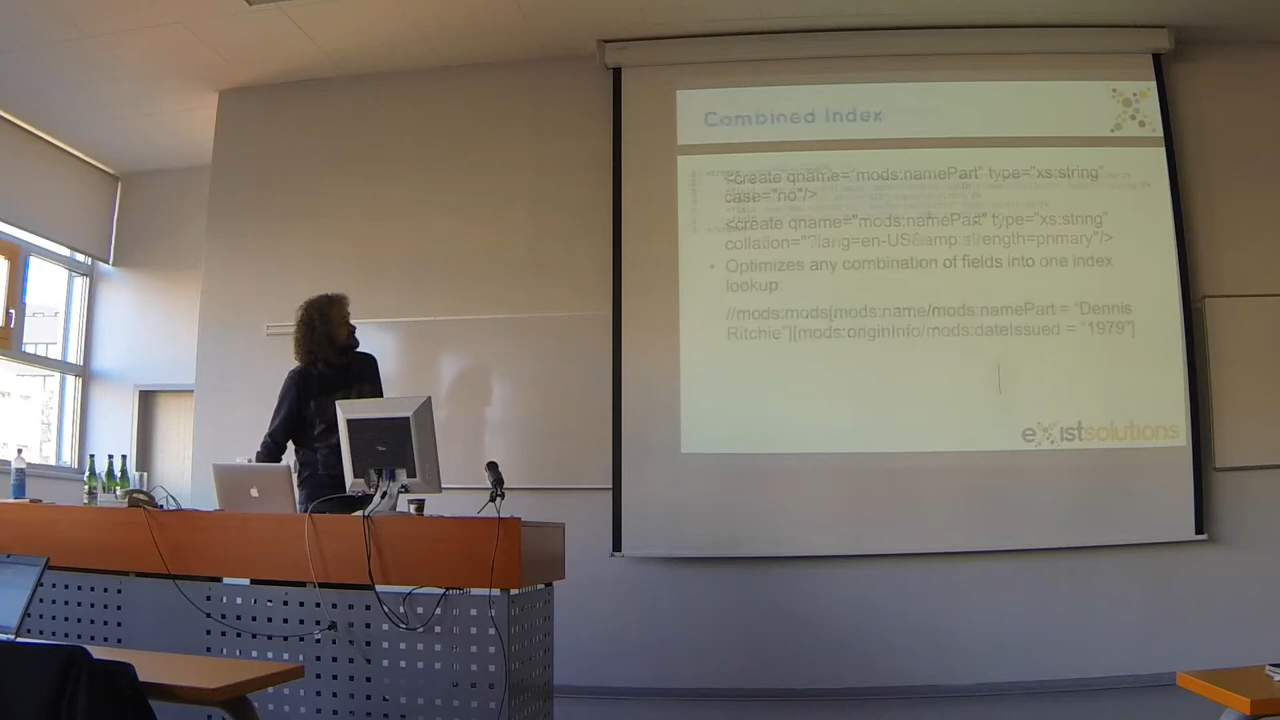 Combined Index
<create qname="mods:namePart" type="xs:string"
case="no"/>
<create qname="mods:namePart" type="xs:string"
collation="?lang=en-US&amp;strength=primary"/>
• Optimizes any combination of fields into one index
lookup:
//mods:mods[mods:name/mods:namePart = "Dennis
Ritchie"][mods:originInfo/mods:dateIssued = "1979"]
existsolutions